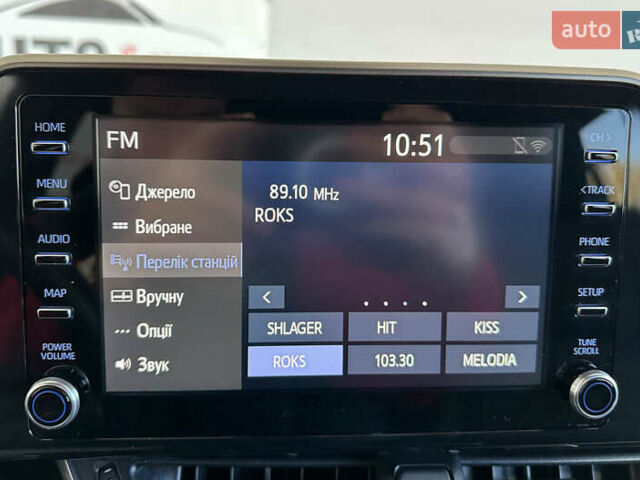 UTO
auto
R
HOME
MENU
AUDIO
MAP
POWER
VOLUME
FM
10:51
Джерело
Вибране
Перелік станцій
Вручну
Опції
Звук
89.10 MHz
ROKS
SHLAGER
HIT
KISS
ROKS
103.30
MELODIA
CH >
<TRACK
PHONE
SETUP
TUNE
SCROLL